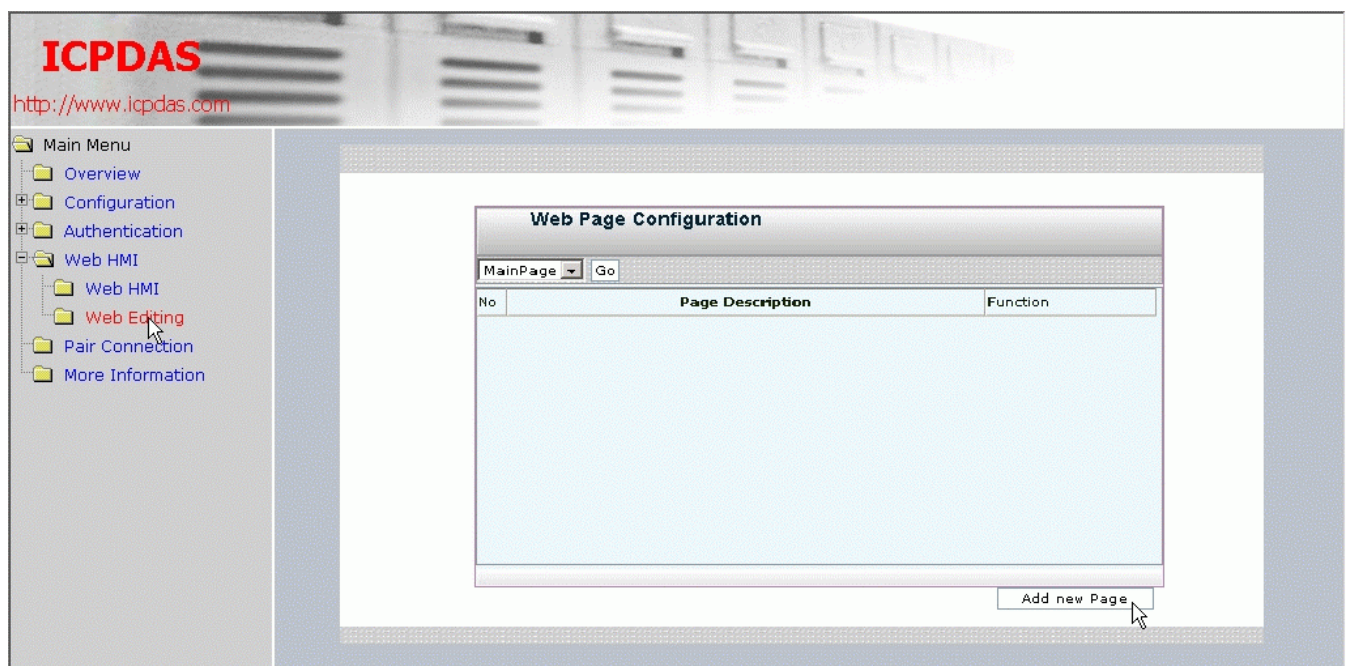 ICPDAS
http://www.icpdas.com
Main Menu
Overview
Configuration
Authentication
Web HMI
Web HMI
Web Editing
Pair Connection
More Information
Web Page Configuration
MainPage Go
No Page Description Function
Add new Page